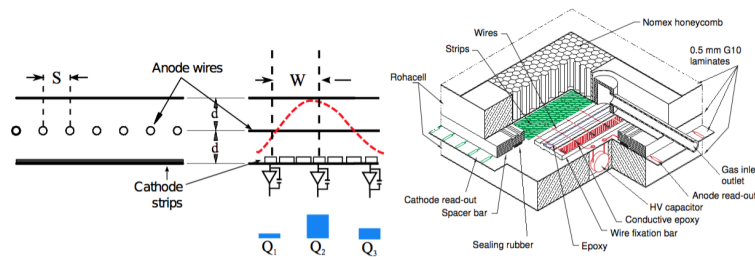 S
Anode wires
W
d
d
Cathode
strips
Q1
Q2
Q3
Nomex honeycomb
Wires
Strips
0.5 mm G10
laminates
Rohacell
Cathode read-out
Spacer bar
Sealing rubber
Epoxy
Wire fixation bar
Conductive epoxy
HV capacitor
Anode read-out
Gas inlet
outlet